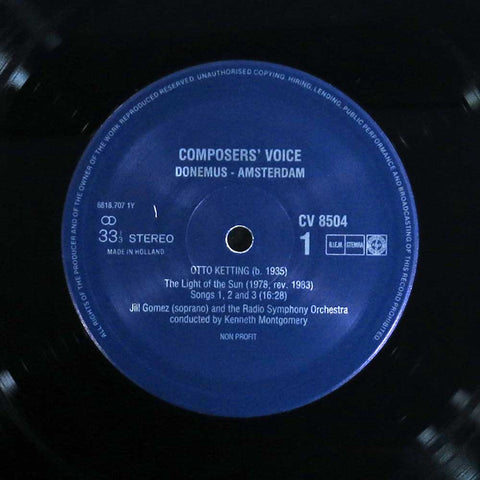 ALL RIGHTS OF THE PRODUCER AND OF THE OWNER OF THE WORK REPRODUCED RESERVED. UNAUTHORISED COPYING, HIRING, LENDING, PUBLIC PERFORMANCE AND BROADCASTING OF THIS RECORD PROHIBITED
COMPOSERS' VOICE
DONEMUS - AMSTERDAM
6818.707 1Y
CV 8504
33 1/3 STEREO
1
B.I.E.M. STEMRA
MADE IN HOLLAND
OTTO KETTING (b. 1935)
The Light of the Sun (1978, rev. 1983)
Songs 1, 2 and 3 (16:28)
Jill Gomez (soprano) and the Radio Symphony Orchestra
conducted by Kenneth Montgomery
NON PROFIT